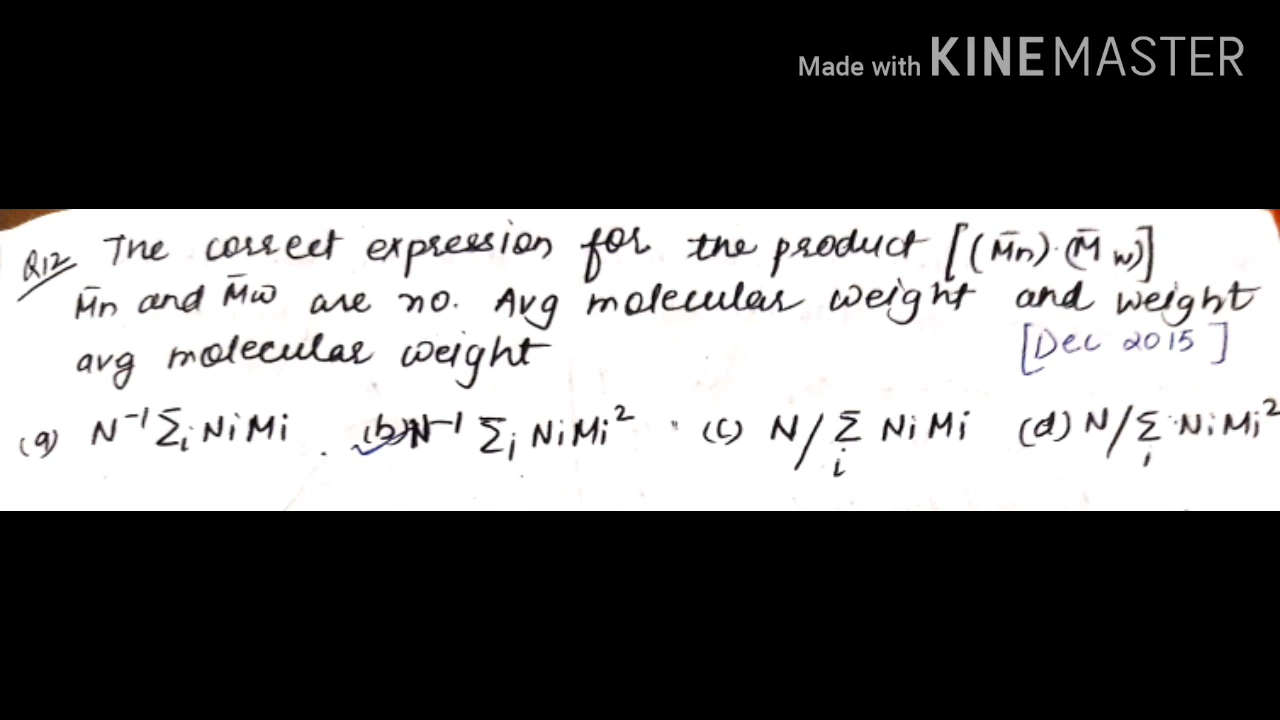 Made with KINEMASTER
Q12 The correct expression for the product [(M̄n).(M̄w)]
M̄n and M̄w are no. Avg molecular weight and weight
avg molecular weight [Dec 2015]
(a) N⁻¹ Σᵢ NiMi . (b) N⁻¹ Σᵢ NiMi² (c) N/Σᵢ NiMi (d) N/Σᵢ NiMi²